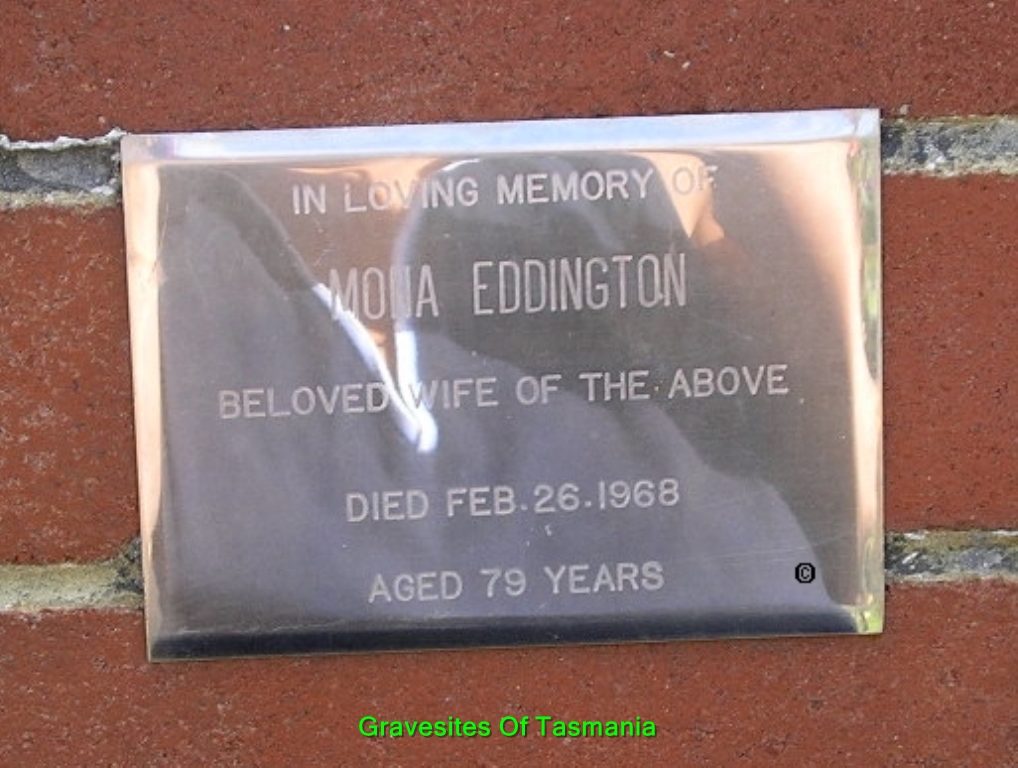 IN LOVING MEMORY OF
MONA EDDINGTON
BELOVED WIFE OF THE ABOVE
DIED FEB.26.1968
AGED 79 YEARS
©
Gravesites Of Tasmania